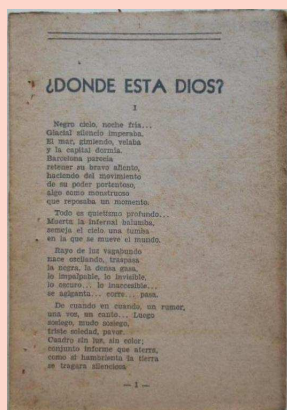 ¿DONDE ESTA DIOS?
I
Negro cielo, noche fría...
Glacial silencio imperaba,
El mar, gimiendo, velaba
y la capital dormía.
Barcelona parecía
retener su bravo aliento,
haciendo del movimiento
de su poder portentoso,
algo como monstruoso
que reposaba un momento.
Todo es quietismo profundo...
Muerta la infernal balumba,
semeja el cielo una tumba
en la que se mueve el mundo.
Rayo de luz vagabundo
nace oscilando, traspasa
la negra, la densa gasa,
lo impalpable, lo invisible,
lo oscuro... lo inaccesible...
se agiganta... corre... pasa.
De cuando en cuando, un rumor,
una voz, un canto... Luego
sosiego, mudo sosiego,
triste soledad, pavor.
Cuadro sin luz, sin color;
conjunto informe que aterra,
como si hambrienta la tierra
se tragara silenciosa
— 1 —